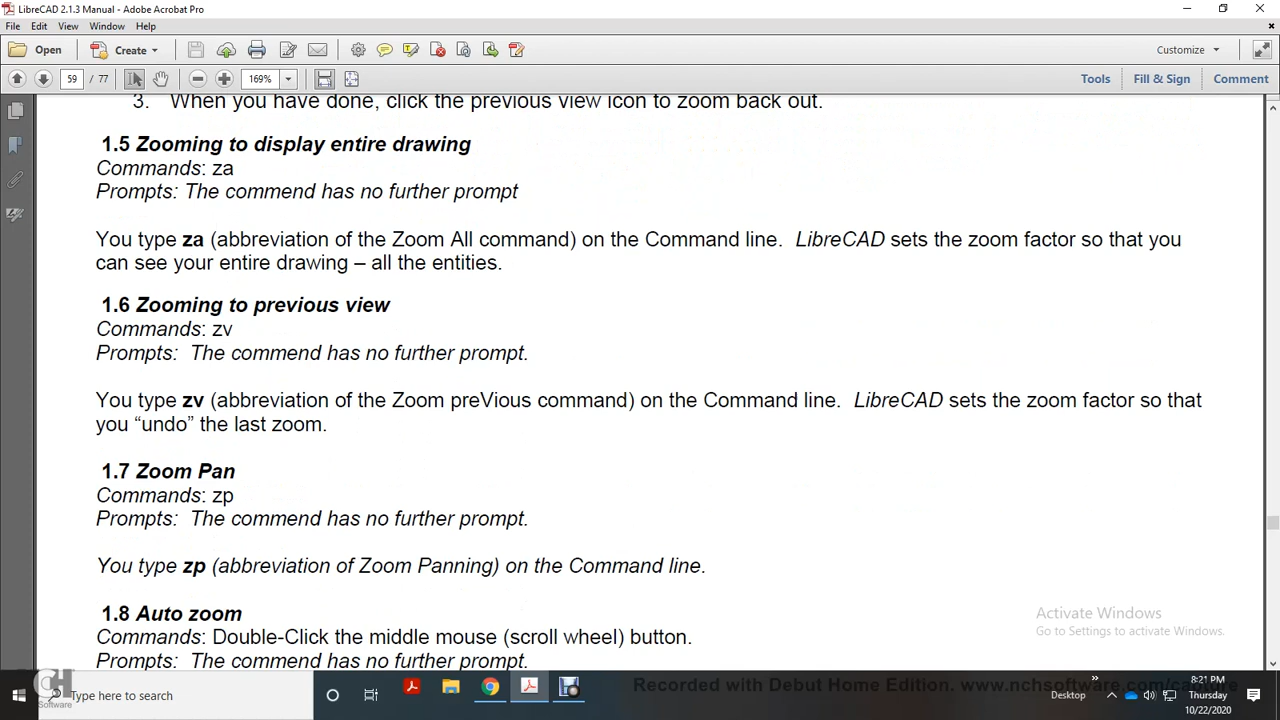 LibreCAD 2.1.3 Manual - Adobe Acrobat Pro
File Edit View Window Help
Open Create Customize
59 / 77 169% Tools Fill & Sign Comment
3. When you have done, click the previous view icon to zoom back out.
1.5 Zooming to display entire drawing
Commands: za
Prompts: The commend has no further prompt
You type za (abbreviation of the Zoom All command) on the Command line. LibreCAD sets the zoom factor so that you
can see your entire drawing – all the entities.
1.6 Zooming to previous view
Commands: zv
Prompts: The commend has no further prompt.
You type zv (abbreviation of the Zoom preVious command) on the Command line. LibreCAD sets the zoom factor so that
you “undo” the last zoom.
1.7 Zoom Pan
Commands: zp
Prompts: The commend has no further prompt.
You type zp (abbreviation of Zoom Panning) on the Command line.
1.8 Auto zoom
Commands: Double-Click the middle mouse (scroll wheel) button.
Prompts: The commend has no further prompt.
Activate Windows
Go to Settings to activate Windows.
Recorded with Debut Home Edition. www.nchsoftware.com/capture
CH Software
Type here to search
Desktop
8:21 PM
Thursday
10/22/2020